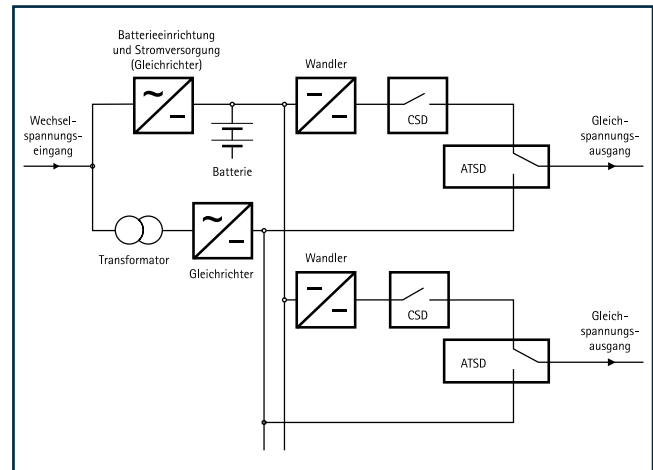 Batterieeinrichtung
und Stromversorgung
(Gleichrichter)
Wandler
Wechsel-
spannungs-
eingang
CSD
Gleich-
spannungs-
ausgang
Batterie
ATSD
Transformator
Gleichrichter
Wandler
CSD
Gleich-
spannungs-
ausgang
ATSD